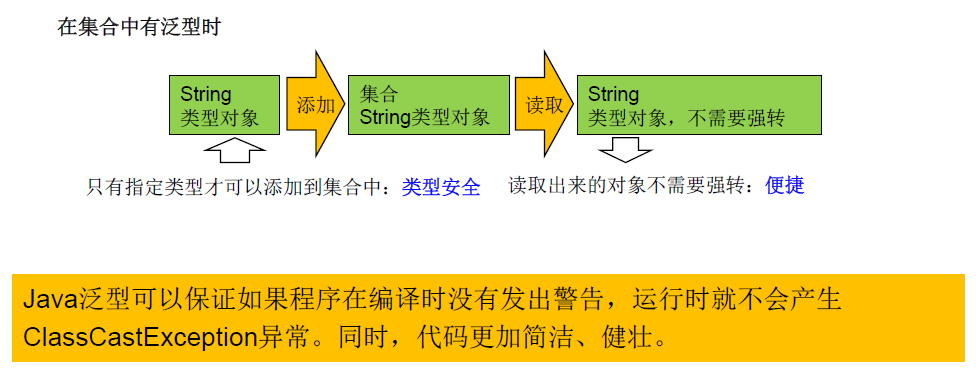 在集合中有泛型时
String
类型对象
添加
集合
String类型对象
读取
String
类型对象，不需要强转
只有指定类型才可以添加到集合中：类型安全
读取出来的对象不需要强转：便捷
Java泛型可以保证如果程序在编译时没有发出警告，运行时就不会产生
ClassCastException异常。同时，代码更加简洁、健壮。